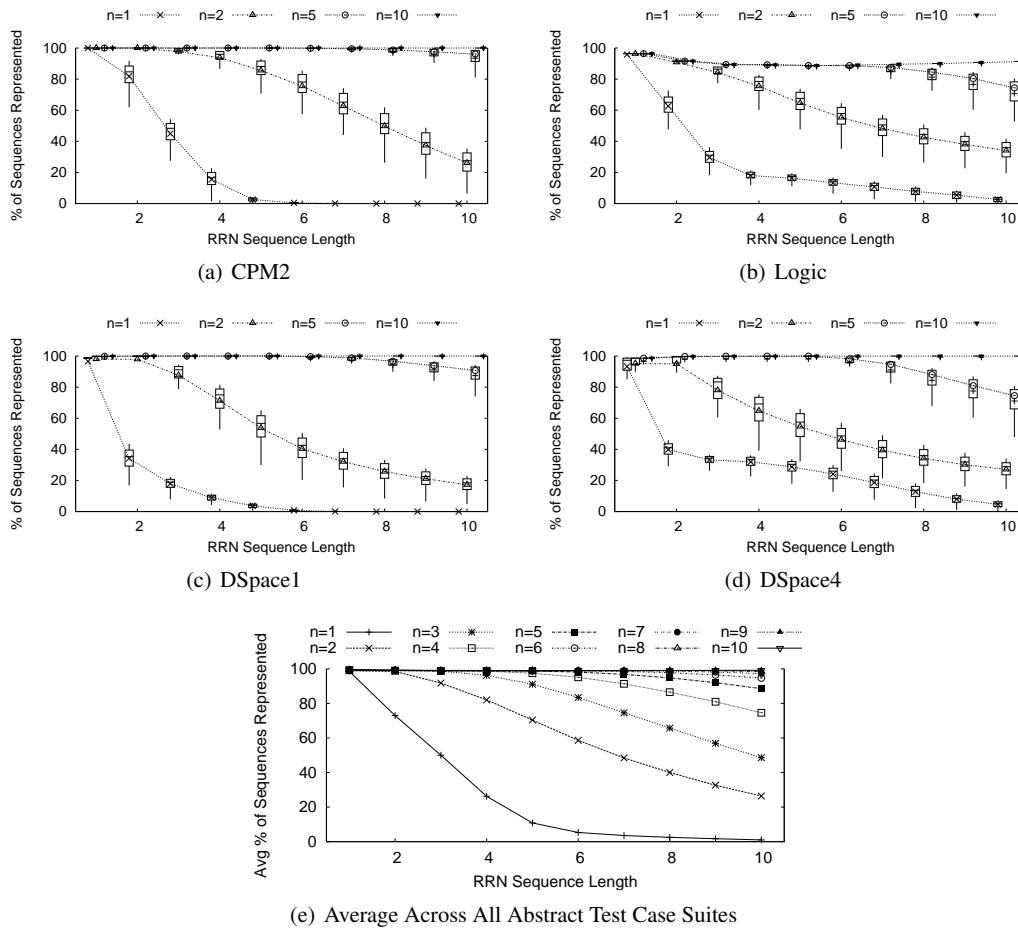 n=1 n=2 n=5 n=10
% of Sequences Represented
100
80
60
40
20
0
2 4 6 8 10
RRN Sequence Length
(a) CPM2
n=1 n=2 n=5 n=10
% of Sequences Represented
100
80
60
40
20
0
2 4 6 8 10
RRN Sequence Length
(b) Logic
n=1 n=2 n=5 n=10
% of Sequences Represented
100
80
60
40
20
0
2 4 6 8 10
RRN Sequence Length
(c) DSpace1
n=1 n=2 n=5 n=10
% of Sequences Represented
100
80
60
40
20
0
2 4 6 8 10
RRN Sequence Length
(d) DSpace4
n=1 n=3 n=5 n=7 n=9
n=2 n=4 n=6 n=8 n=10
Avg % of Sequences Represented
100
80
60
40
20
0
2 4 6 8 10
RRN Sequence Length
(e) Average Across All Abstract Test Case Suites